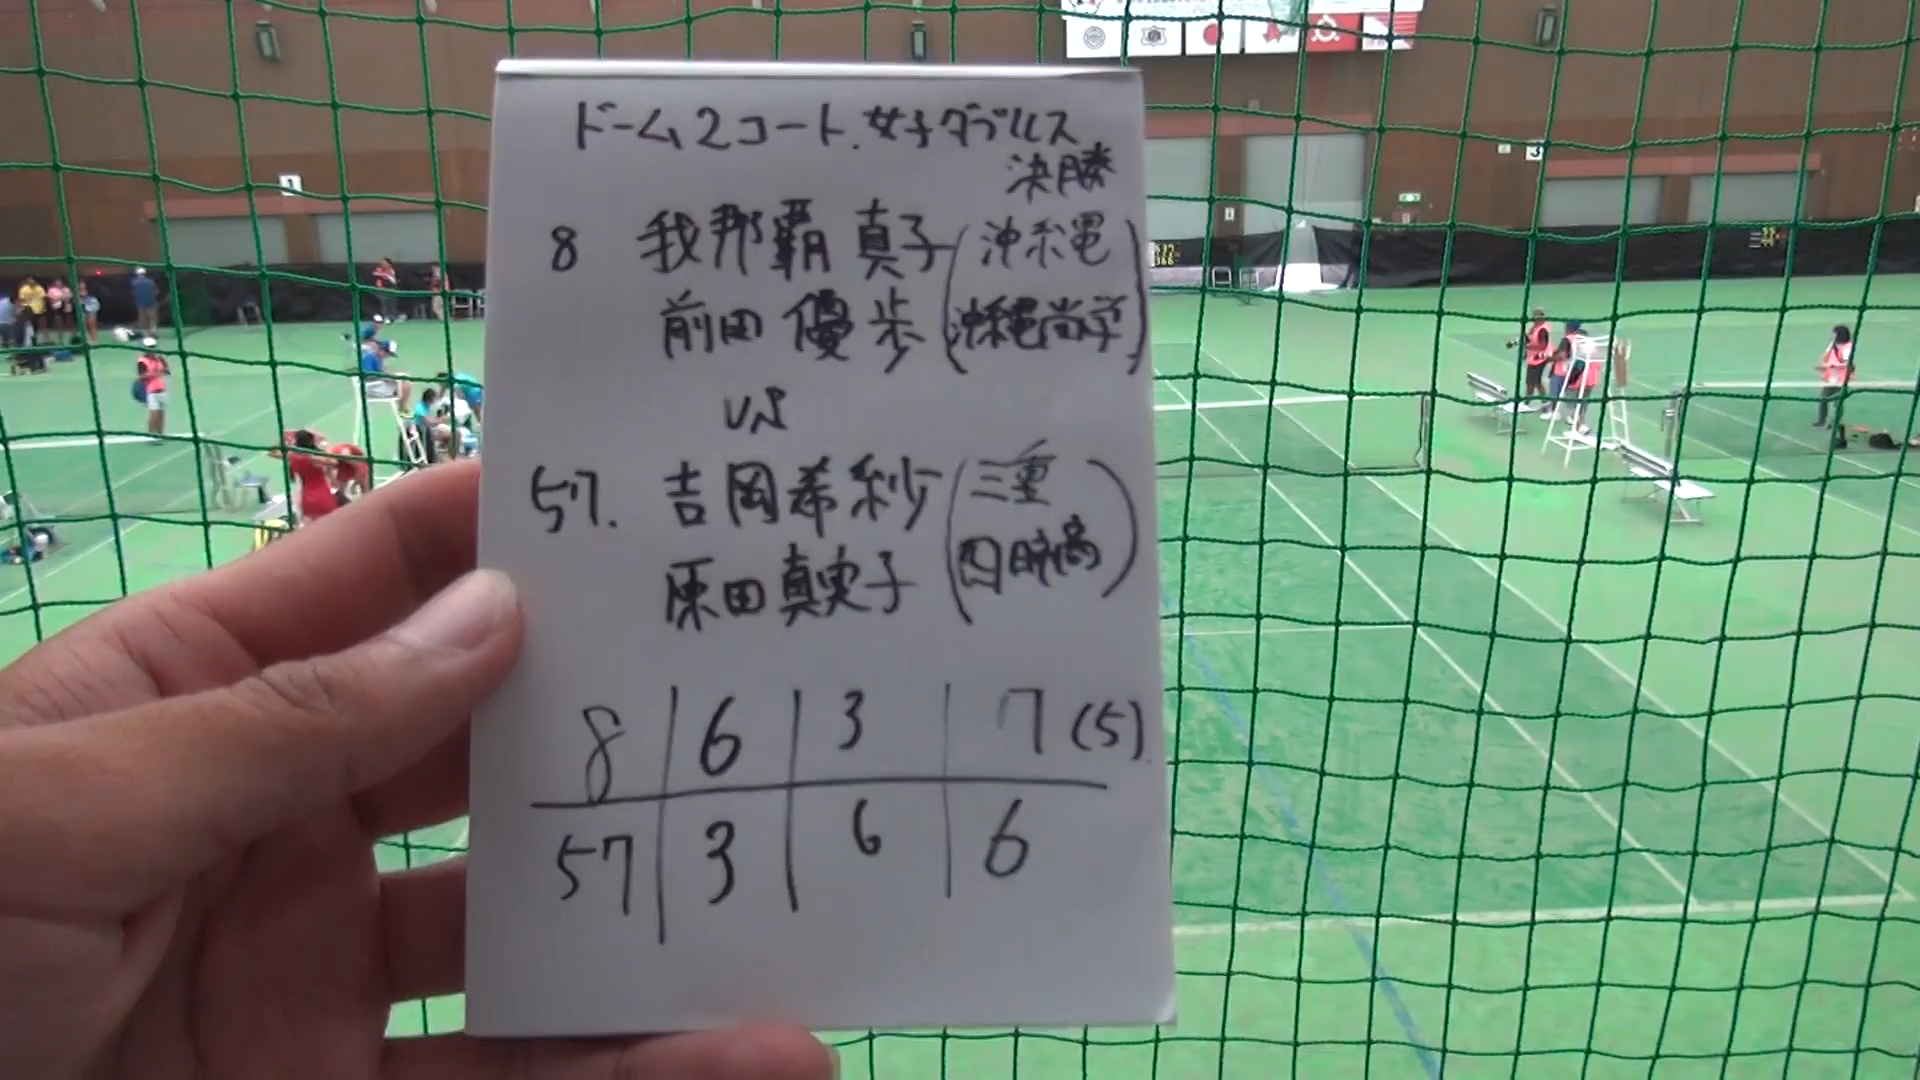 ドーム2コート.女子ダブルス
決勝
8 我那覇 真子(沖縄
前田 優歩(沖縄尚学)
VS
57. 吉岡希紗(三重
原田真実子(四日市商)
8 6 3 7 (5)
57 3 6 6
1
3